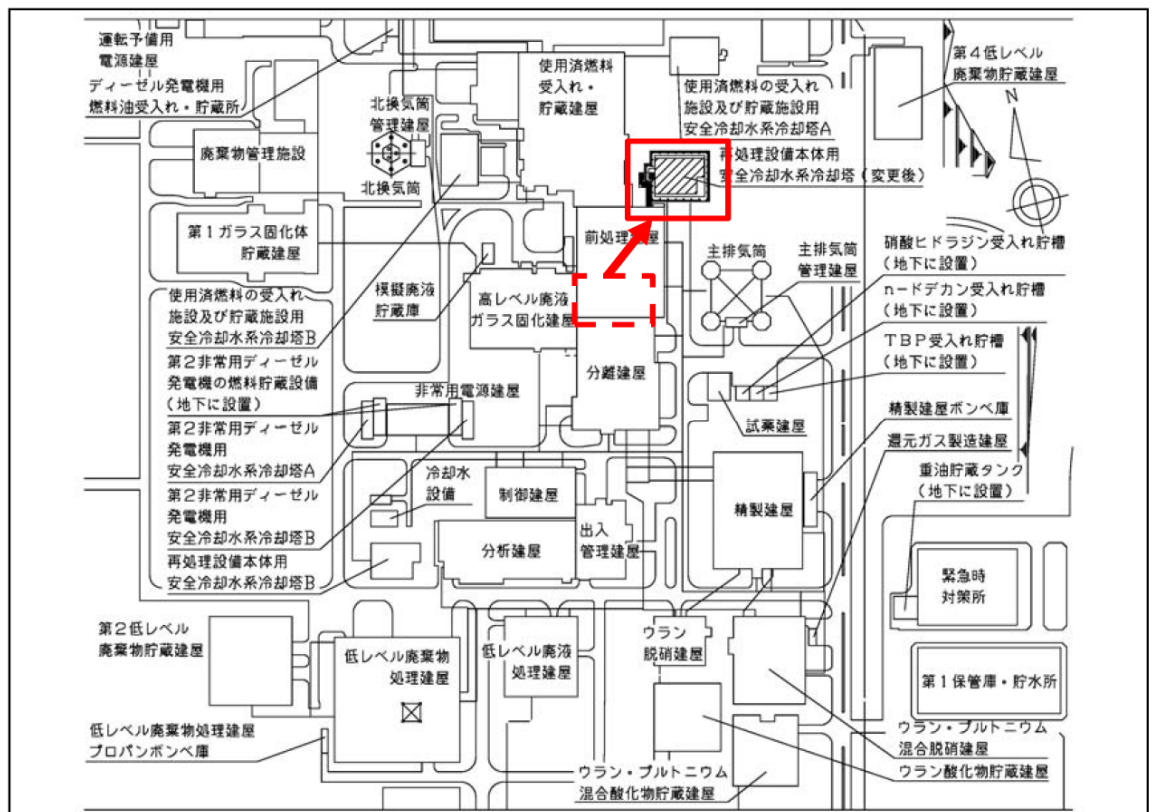 運転予備用
電源建屋
ディーゼル発電機用
燃料油受入れ・貯蔵所
北換気筒
管理建屋
使用済燃料
受入れ・
貯蔵建屋
使用済燃料の受入れ
施設及び貯蔵施設用
安全冷却水系冷却塔A
第4低レベル
廃棄物貯蔵建屋
N
廃棄物管理施設
北換気筒
再処理設備本体用
安全冷却水系冷却塔(変更後)
第1ガラス固化体
貯蔵建屋
前処理建屋
主排気筒
主排気筒
管理建屋
硝酸ヒドラジン受入れ貯槽
(地下に設置)
n-ドデカン受入れ貯槽
(地下に設置)
TBP受入れ貯槽
(地下に設置)
使用済燃料の受入れ
施設及び貯蔵施設用
安全冷却水系冷却塔B
模擬廃液
貯蔵庫
高レベル廃液
ガラス固化建屋
分離建屋
第2非常用ディーゼル
発電機の燃料貯蔵設備
(地下に設置)
非常用電源建屋
試薬建屋
精製建屋ボンベ庫
還元ガス製造建屋
重油貯蔵タンク
(地下に設置)
第2非常用ディーゼル
発電機用
安全冷却水系冷却塔A
冷却水
設備
制御建屋
精製建屋
第2非常用ディーゼル
発電機用
安全冷却水系冷却塔B
分析建屋
出入
管理建屋
再処理設備本体用
安全冷却水系冷却塔B
緊急時
対策所
第2低レベル
廃棄物貯蔵建屋
低レベル廃棄物
処理建屋
低レベル廃液
処理建屋
ウラン
脱硝建屋
第1保管庫・貯水所
低レベル廃棄物処理建屋
プロパンボンベ庫
ウラン・プルトニウム
混合脱硝建屋
ウラン酸化物貯蔵建屋
ウラン・プルトニウム
混合酸化物貯蔵建屋